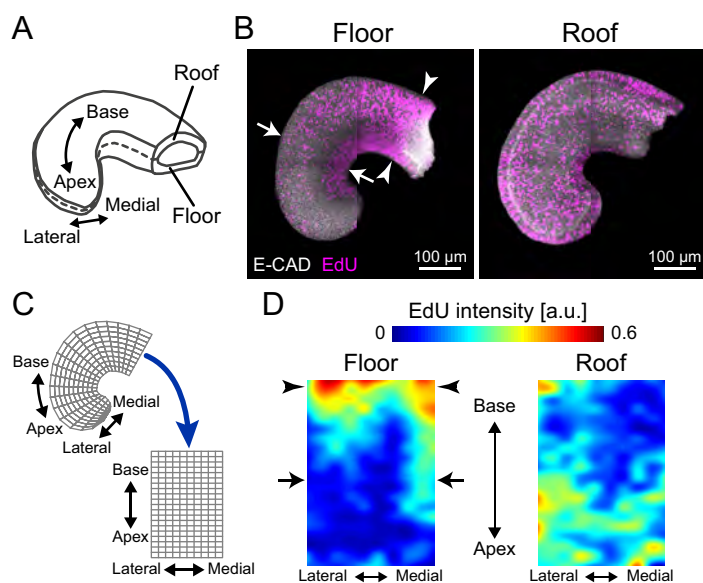 A
Roof
Base
Apex
Medial
Lateral
Floor
B
Floor
Roof
E-CAD EdU
100 µm
100 µm
C
Base
Apex
Medial
Lateral
Base
Apex
Lateral
Medial
D
EdU intensity [a.u.]
0
0.6
Floor
Roof
Base
Apex
Lateral
Medial
Lateral
Medial